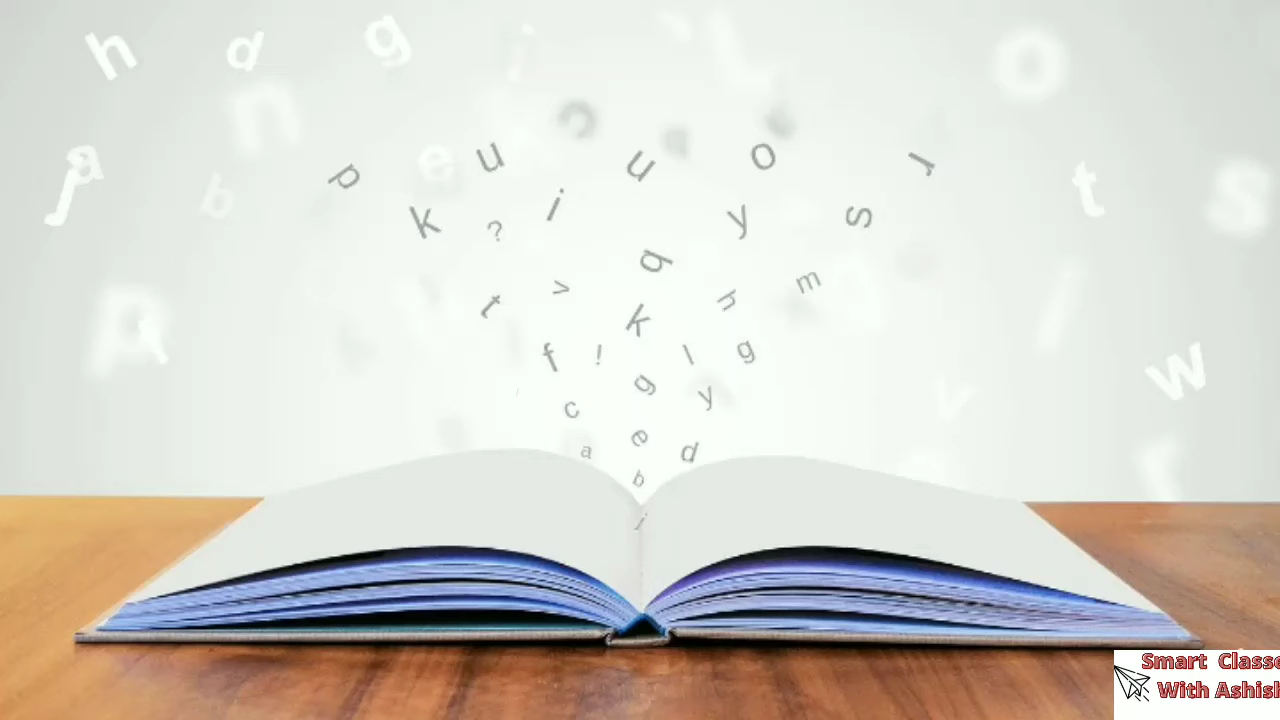 h d g i o
n c
u u o r
a e p
j b k ? i y s t s
q
t > h m
k
f ! l g
g y w
c v
e d
a
b
j
Smart Classe
With Ashish